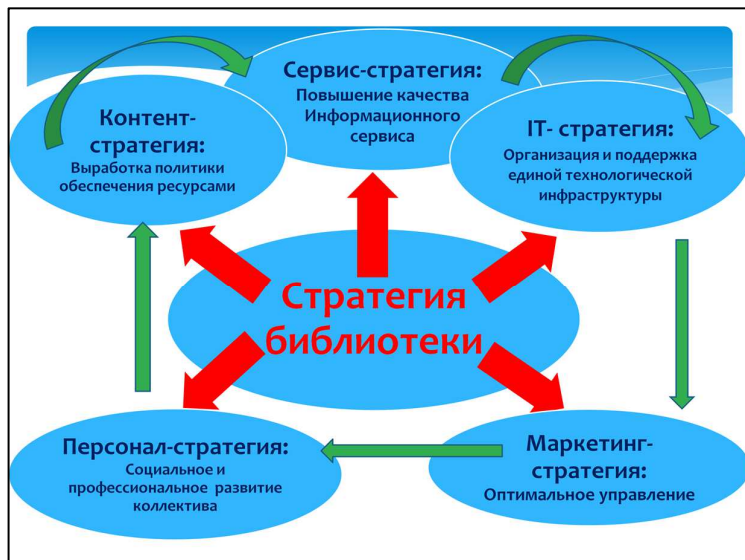 Сервис-стратегия:
Повышение качества
Информационного
сервиса
Контент-
стратегия:
Выработка политики
обеспечения ресурсами
IT- стратегия:
Организация и поддержка
единой технологической
инфраструктуры
Стратегия
библиотеки
Персонал-стратегия:
Социальное и
профессиональное развитие
коллектива
Маркетинг-
стратегия:
Оптимальное управление